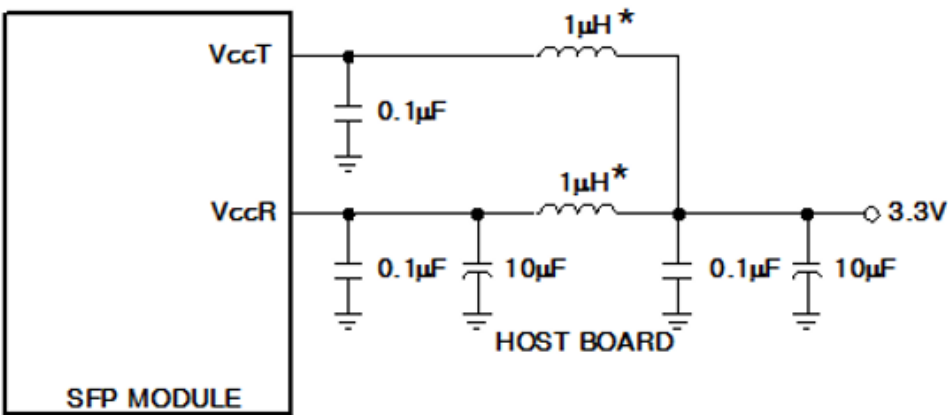 1μH*
VccT
0.1μF
1μH*
VccR
3.3V
0.1μF
10μF
0.1μF
10μF
HOST BOARD
SFP MODULE